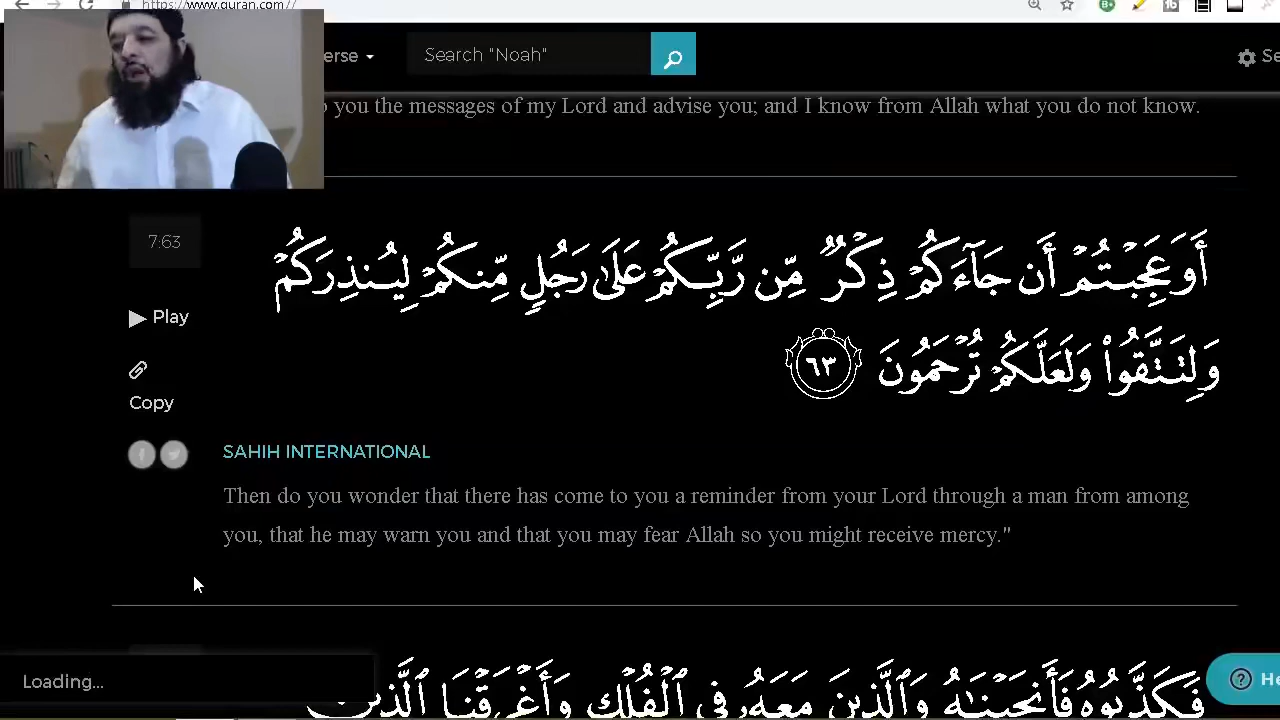 https://www.quran.com//
erse
Search "Noah"
Se
o you the messages of my Lord and advise you; and I know from Allah what you do not know.
7:63
أَوَعَجِبْتُمْ أَن جَآءَكُمْ ذِكْرٌ مِّن رَّبِّكُمْ عَلَىٰ رَجُلٍ مِّنكُمْ لِيُنذِرَكُمْ
وَلِتَتَّقُوا۟ وَلَعَلَّكُمْ تُرْحَمُونَ ٦٣
Play
Copy
SAHIH INTERNATIONAL
Then do you wonder that there has come to you a reminder from your Lord through a man from among
you, that he may warn you and that you may fear Allah so you might receive mercy."
فَكَذَّبُوهُ فَأَنجَيْنَـٰهُ وَٱلَّذِينَ مَعَهُۥ فِى ٱلْفُلْكِ وَأَغْرَقْنَا ٱلَّذِينَ
Loading...
He